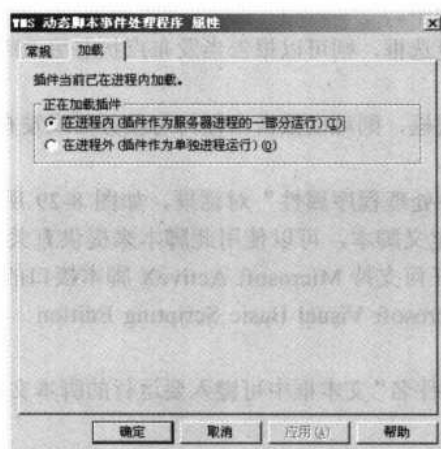 WMS 动态脚本事件处理程序 属性
常规 加载
插件当前已在进程内加载。
正在加载插件
在进程内(插件作为服务器进程的一部分运行)(I)
在进程外(插件作为单独进程运行)(O)
确定 取消 应用(A) 帮助